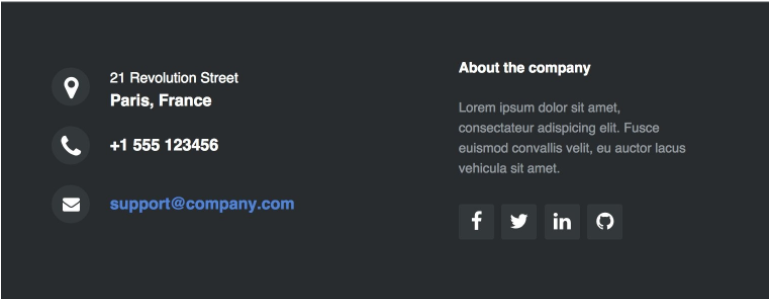 21 Revolution Street
Paris, France
+1 555 123456
support@company.com
About the company
Lorem ipsum dolor sit amet,
consectateur adispicing elit. Fusce
euismod convallis velit, eu auctor lacus
vehicula sit amet.